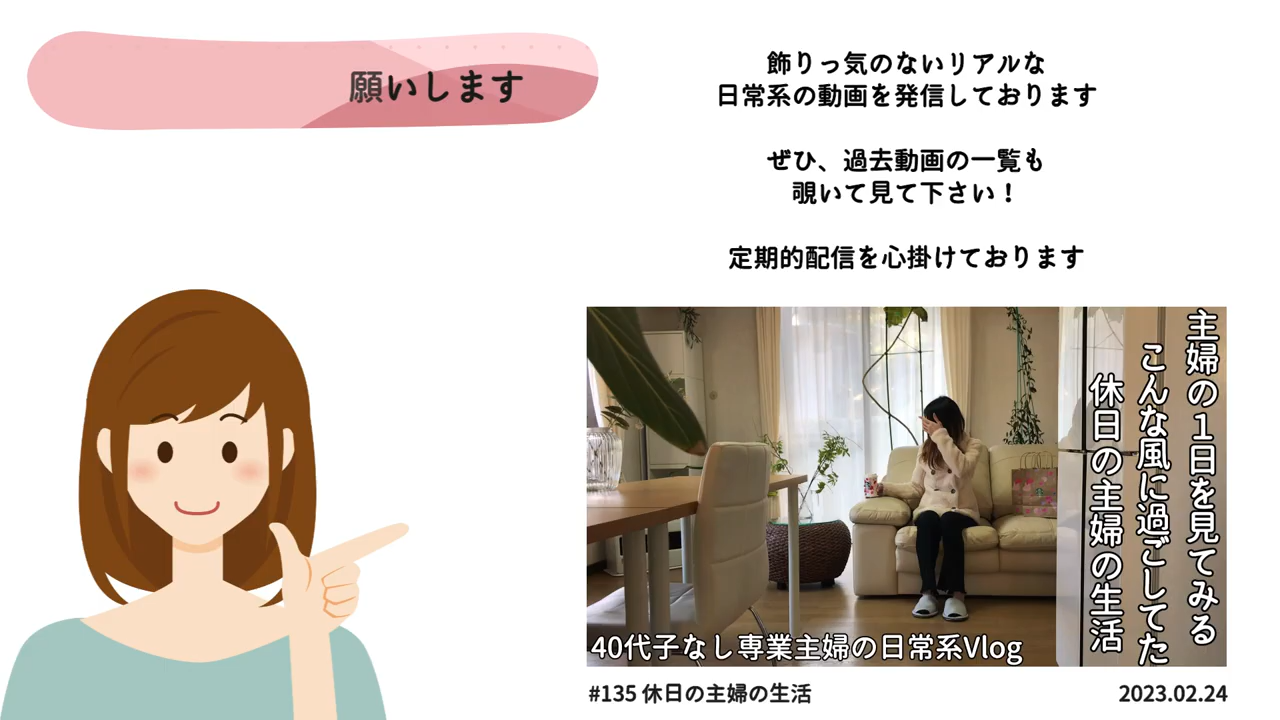 願いします
飾りっ気のないリアルな
日常系の動画を発信しております
ぜひ、過去動画の一覧も
覗いて見て下さい！
定期的配信を心掛けております
主婦の１日を見てみる
こんな風に過ごしてた
休日の主婦の生活
40代子なし専業主婦の日常系Vlog
#135 休日の主婦の生活
2023.02.24